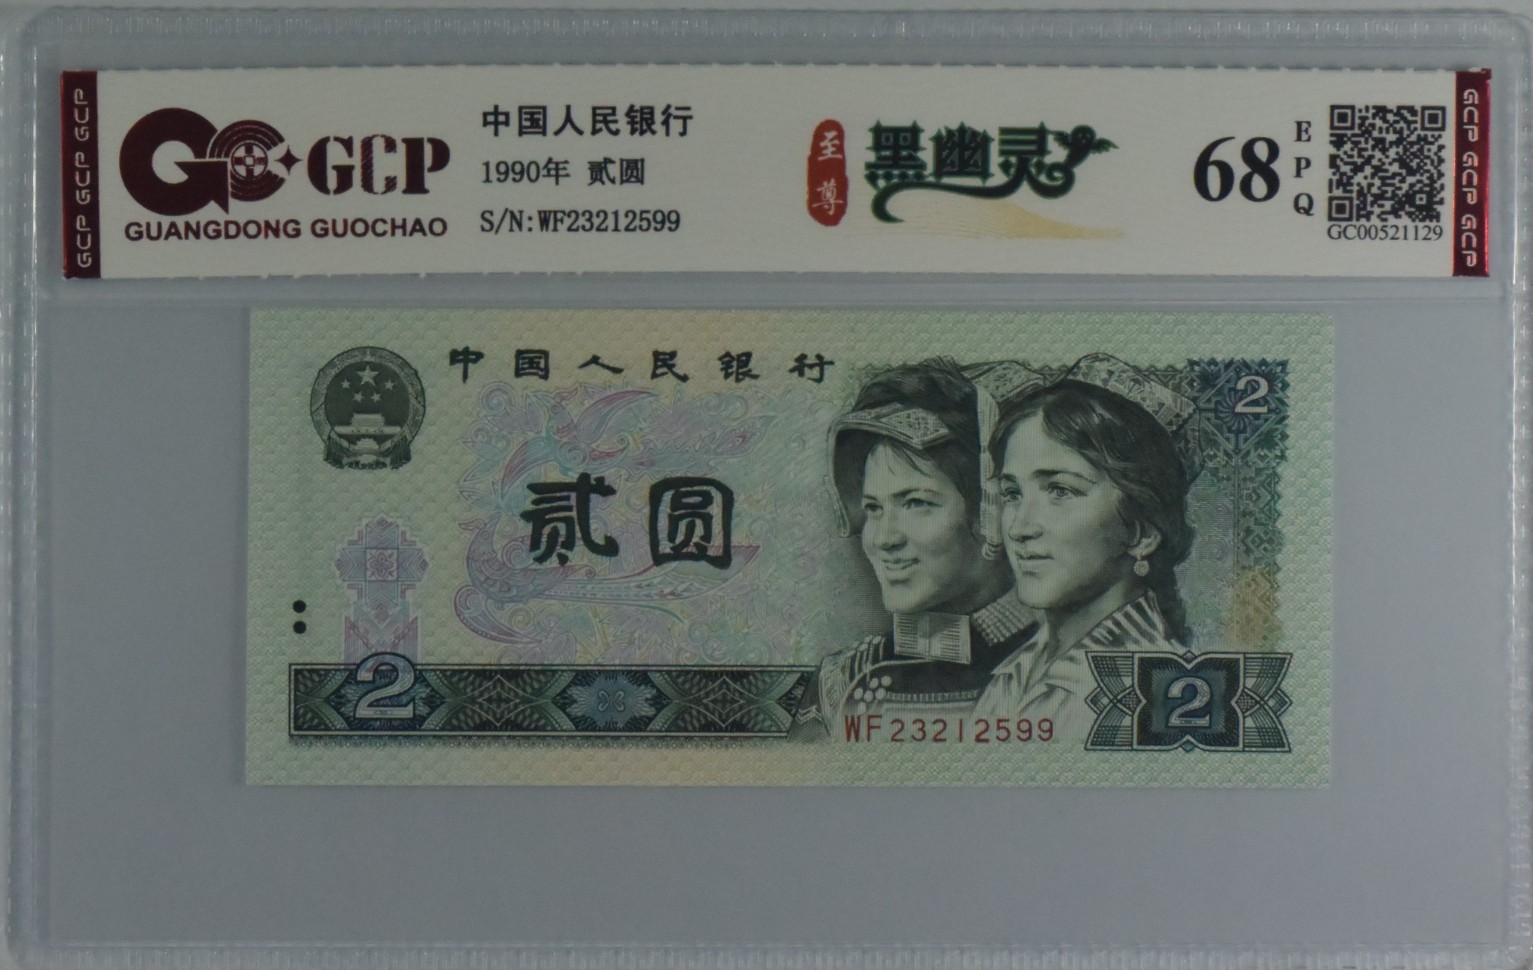 GCP GCP GCP
GCP
GUANGDONG GUOCHAO
中国人民银行
1990年 贰圆
S/N:WF23212599
至尊
黑幽灵
68
EPQ
GC00521129
GCP GCP GCP
中国人民银行
2
贰圆
2
2
WF23212599